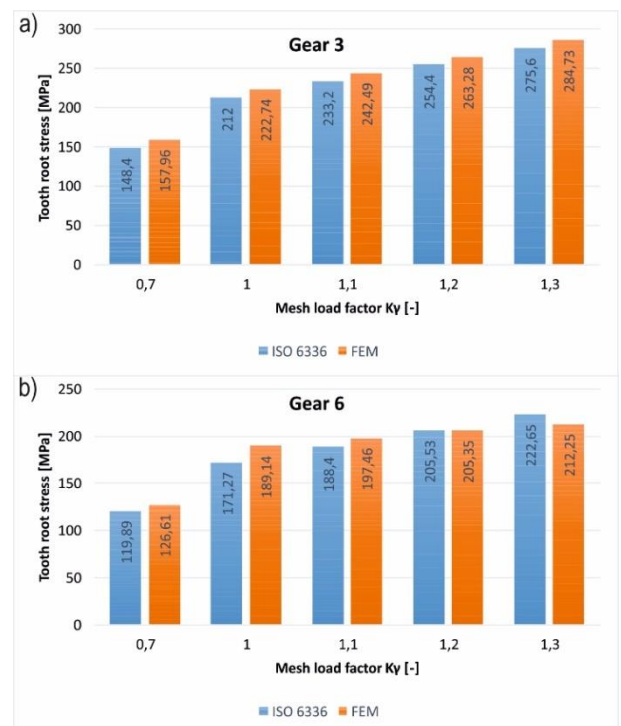 a)
Gear 3
Tooth root stress [MPa]
300
250
200
150
100
50
0
148,4
157,96
212
222,74
233,2
242,49
254,4
263,28
275,6
284,73
0,7 1 1,1 1,2 1,3
Mesh load factor Kγ [-]
ISO 6336 FEM
b)
Gear 6
Tooth root stress [MPa]
250
200
150
100
50
0
119,89
126,61
171,27
189,14
188,4
197,46
205,53
205,35
222,65
212,25
0,7 1 1,1 1,2 1,3
Mesh load factor Kγ [-]
ISO 6336 FEM